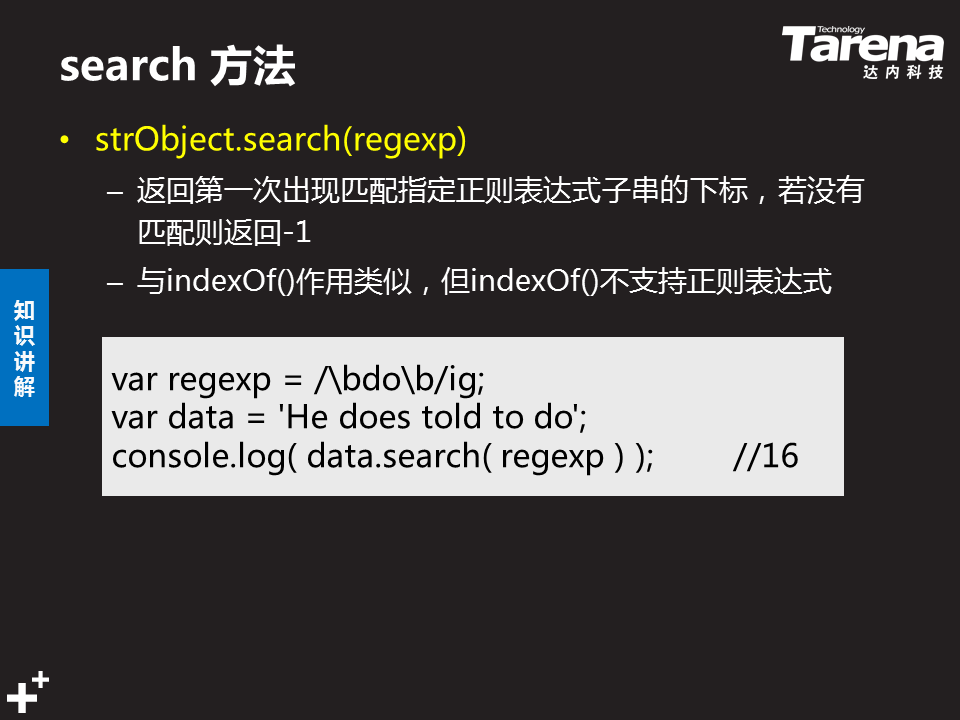 search 方法
Technology
Tarena
达内科技
• strObject.search(regexp)
– 返回第一次出现匹配指定正则表达式子串的下标，若没有
匹配则返回-1
– 与indexOf()作用类似，但indexOf()不支持正则表达式
知
识
讲
解
var regexp = /\bdo\b/ig;
var data = 'He does told to do';
console.log( data.search( regexp ) ); //16